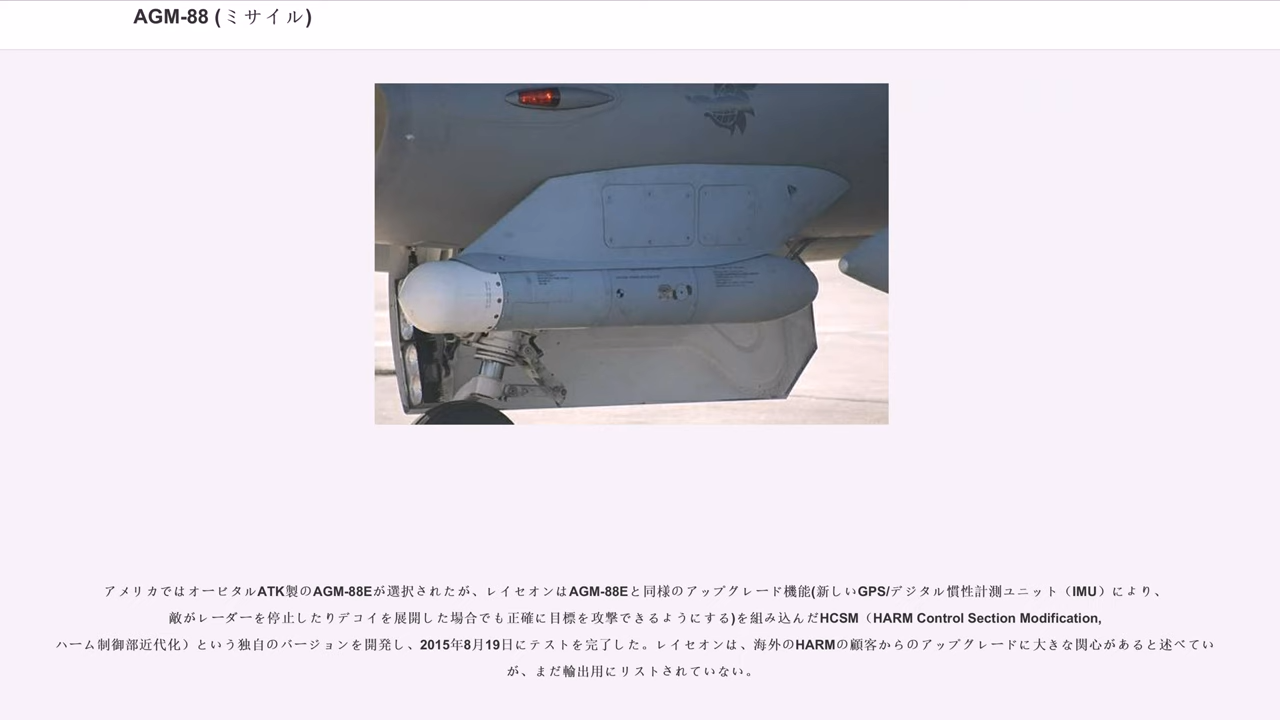 AGM-88 (ミサイル)
アメリカではオービタルATK製のAGM-88Eが選択されたが、レイセオンはAGM-88Eと同様のアップグレード機能(新しいGPS/デジタル慣性計測ユニット（IMU）により、
敵がレーダーを停止したりデコイを展開した場合でも正確に目標を攻撃できるようにする)を組み込んだHCSM（HARM Control Section Modification,
ハーム制御部近代化）という独自のバージョンを開発し、2015年8月19日にテストを完了した。レイセオンは、海外のHARMの顧客からのアップグレードに大きな関心があると述べてい
が、まだ輸出用にリストされていない。